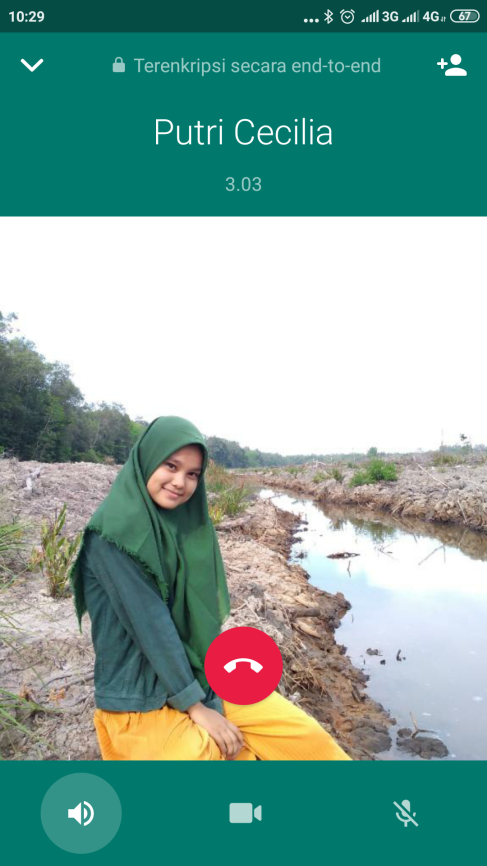 10:29 3G 4G 67
Terenkripsi secara end-to-end
Putri Cecilia
3.03